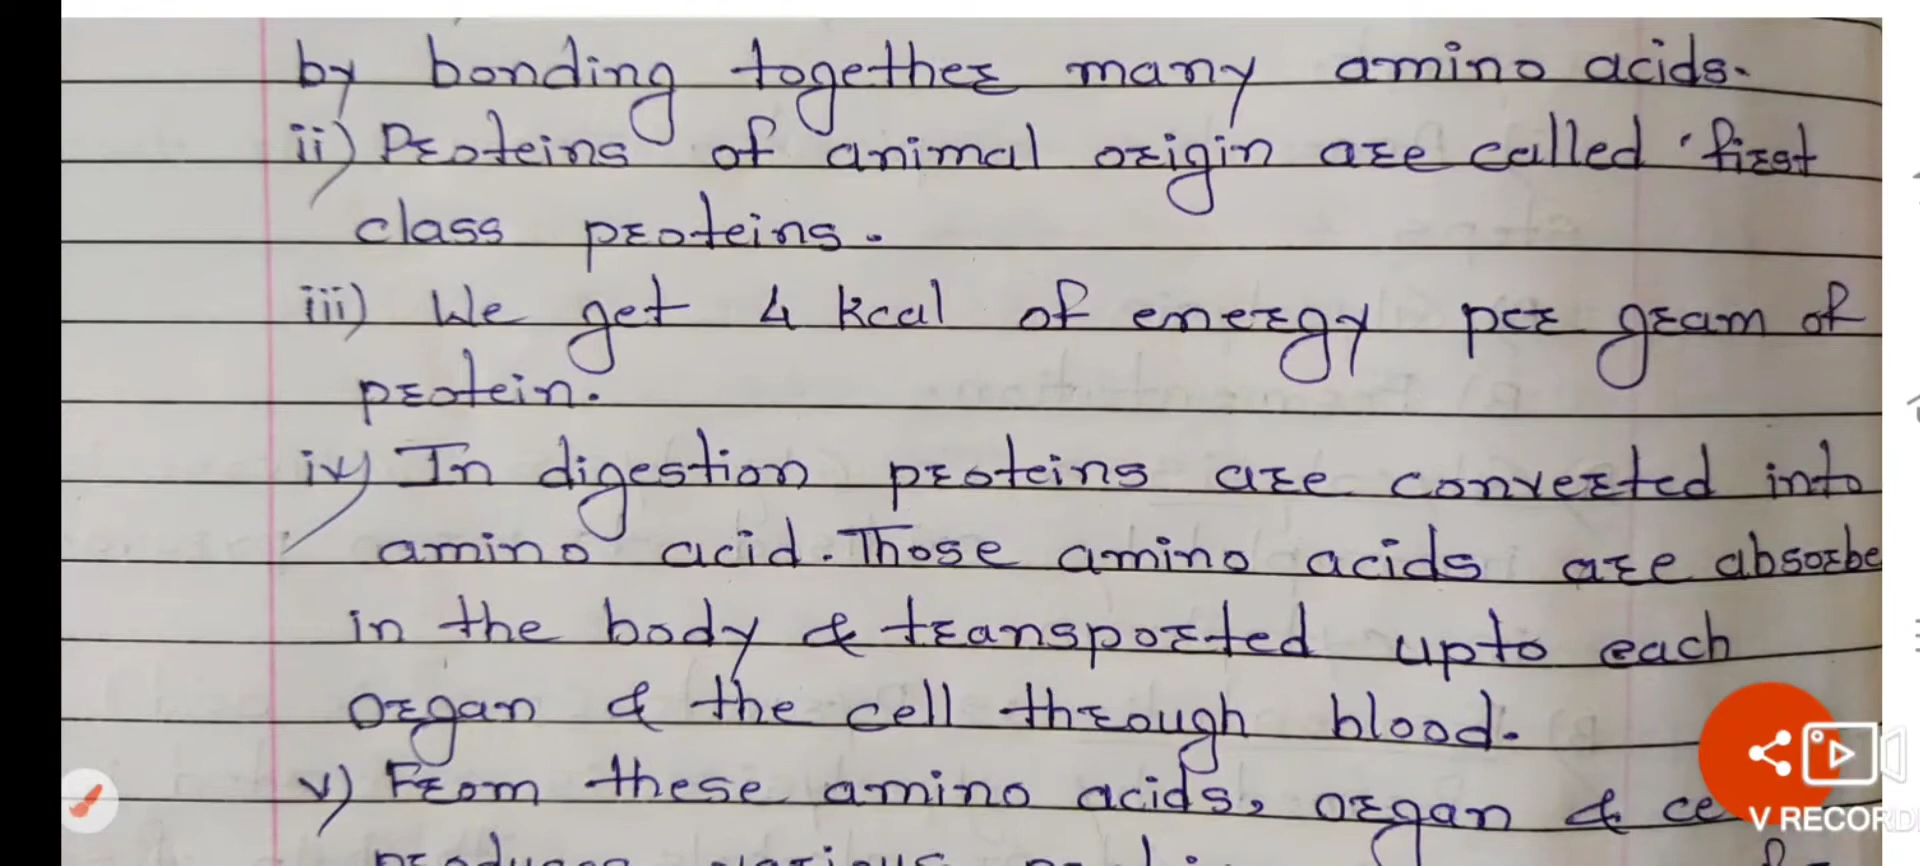 by bonding together many amino acids.
ii) Proteins of animal origin are called 'first
class proteins.
iii) We get 4 kcal of energy per gram of
protein.
iv) In digestion proteins are converted into
amino acid. Those amino acids are absorbe
in the body & transported upto each
organ & the cell through blood.
v) From these amino acids, organ & ce
V RECORD